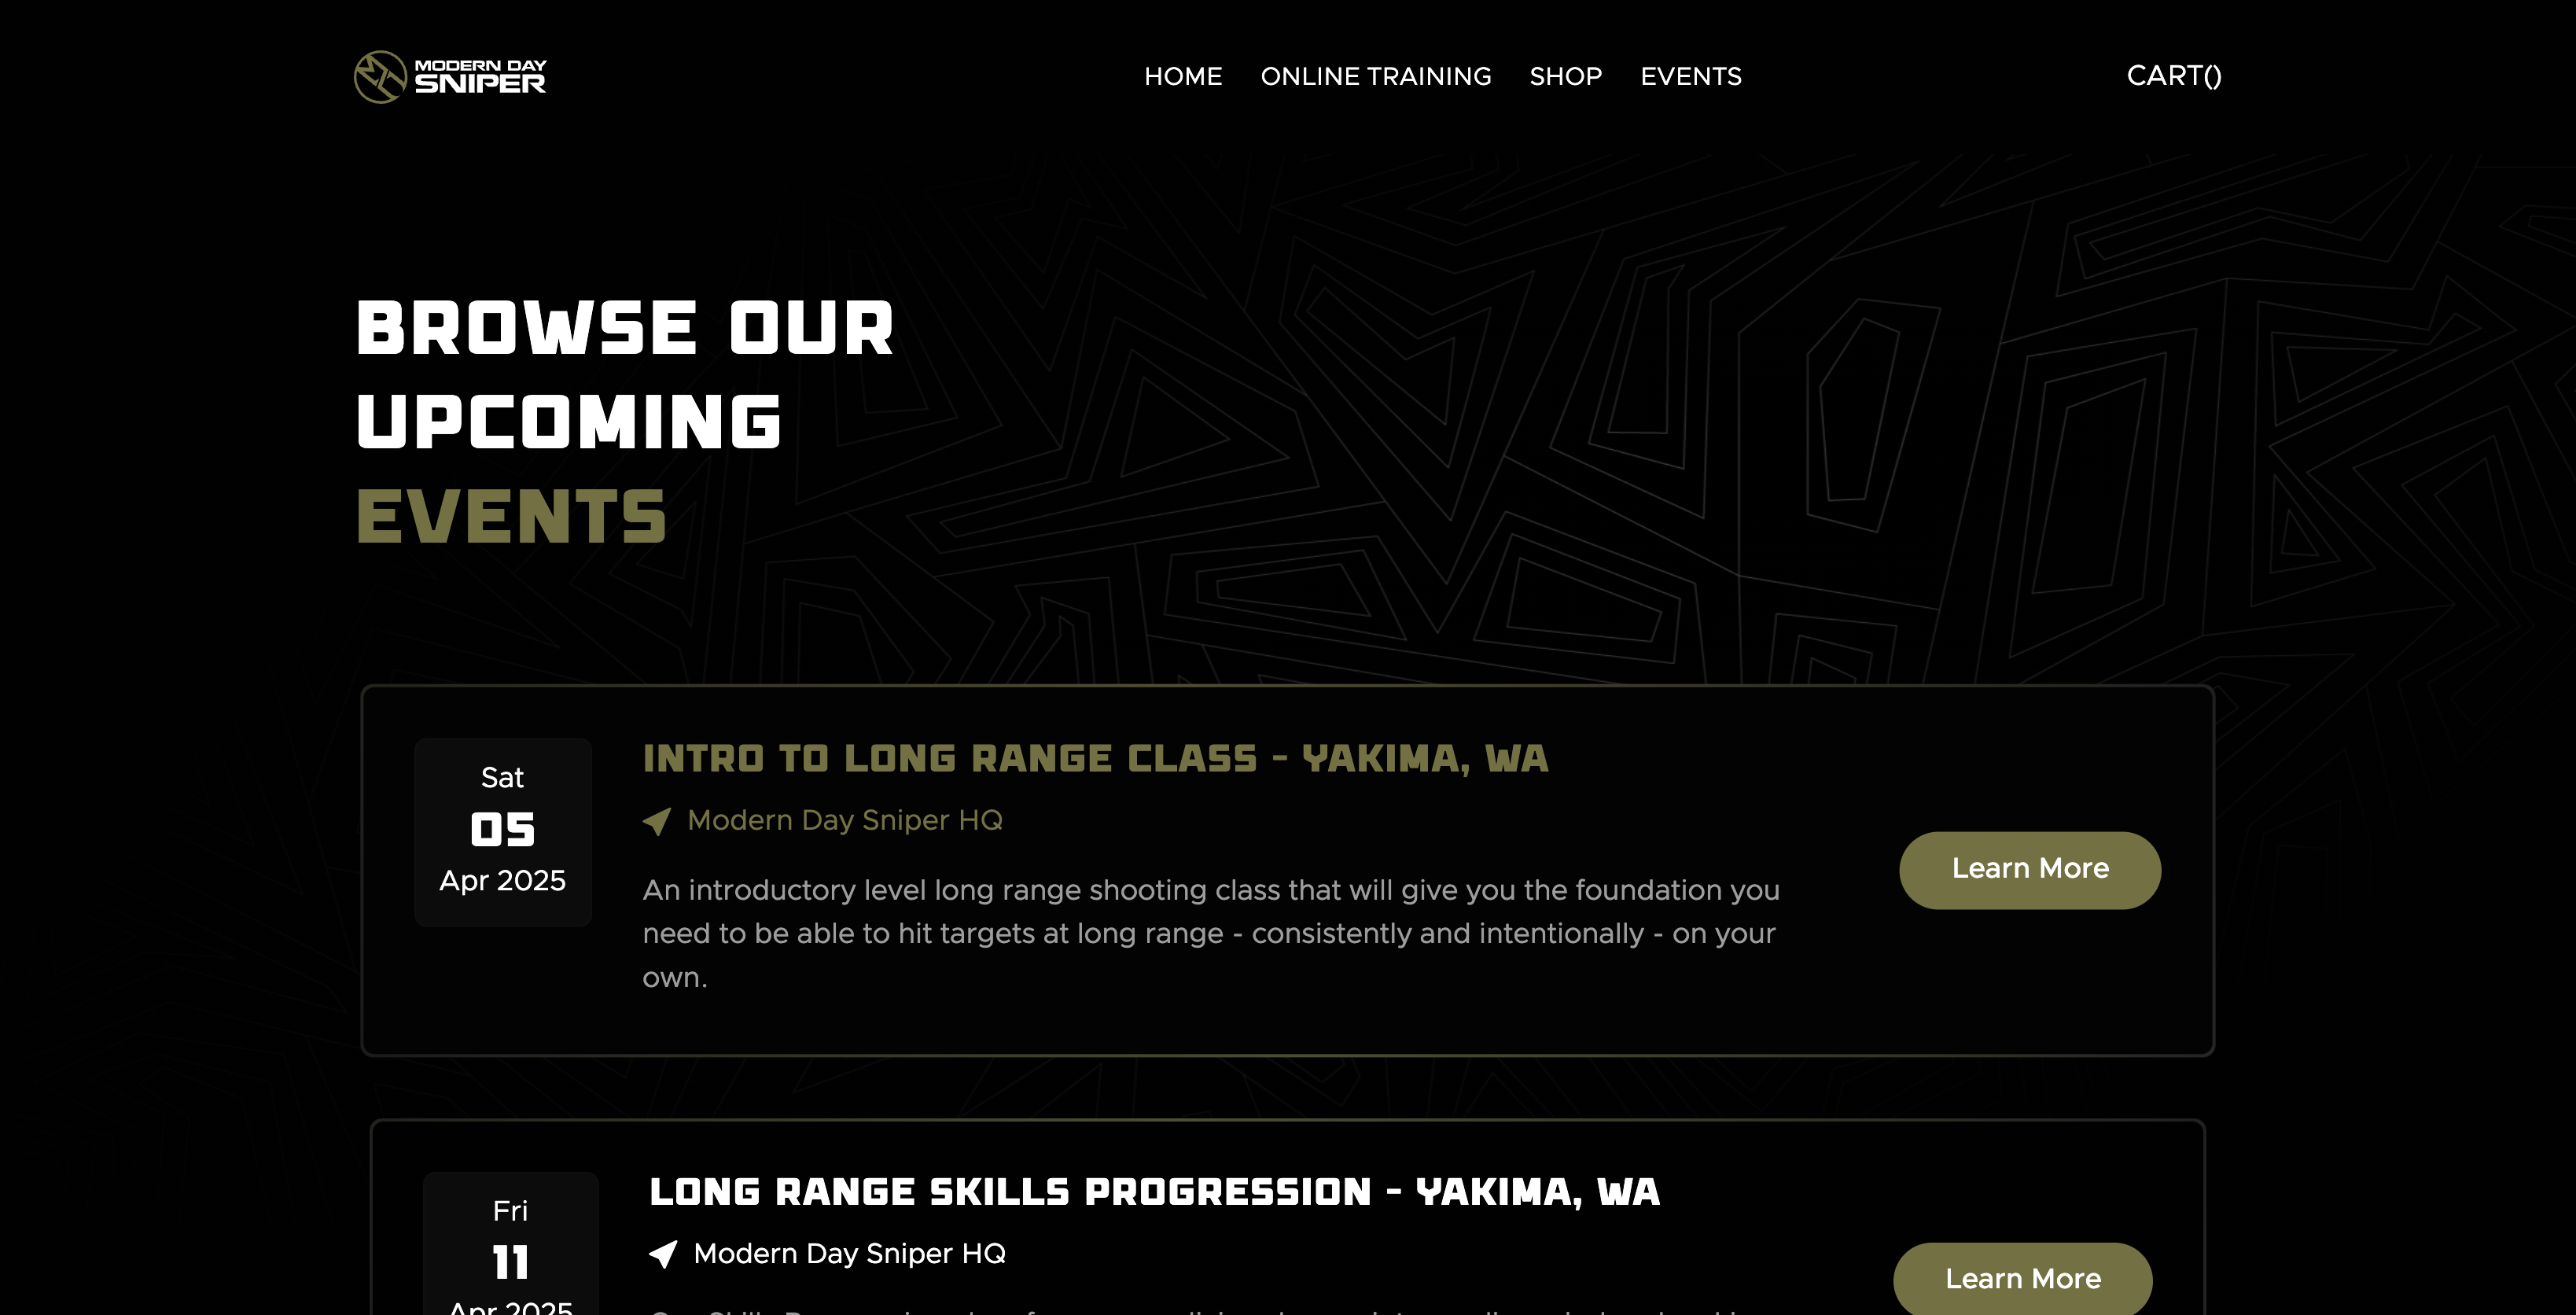 MODERN DAY
SNIPER
HOME ONLINE TRAINING SHOP EVENTS
CART()
BROWSE OUR
UPCOMING
EVENTS
Sat
05
Apr 2025
INTRO TO LONG RANGE CLASS - YAKIMA, WA
Modern Day Sniper HQ
An introductory level long range shooting class that will give you the foundation you
need to be able to hit targets at long range - consistently and intentionally - on your
own.
Learn More
Fri
11
Apr 2025
LONG RANGE SKILLS PROGRESSION - YAKIMA, WA
Modern Day Sniper HQ
Learn More